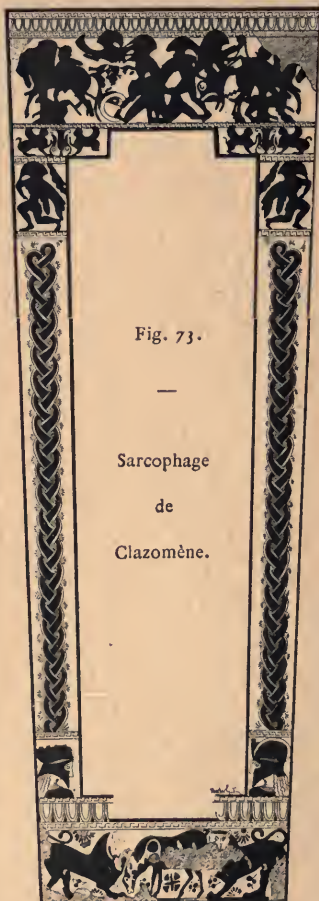 Fig. 73.
—
Sarcophage
de
Clazomène.